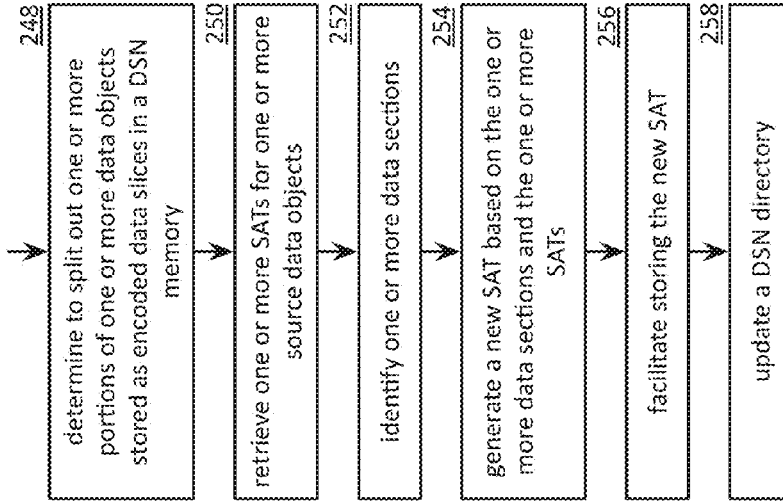 248
determine to split out one or more
portions of one or more data objects
stored as encoded data slices in a DSN
memory
250
retrieve one or more SATs for one or more
source data objects
252
identify one or more data sections
254
generate a new SAT based on the one or
more data sections and the one or more
SATs
256
facilitate storing the new SAT
258
update a DSN directory